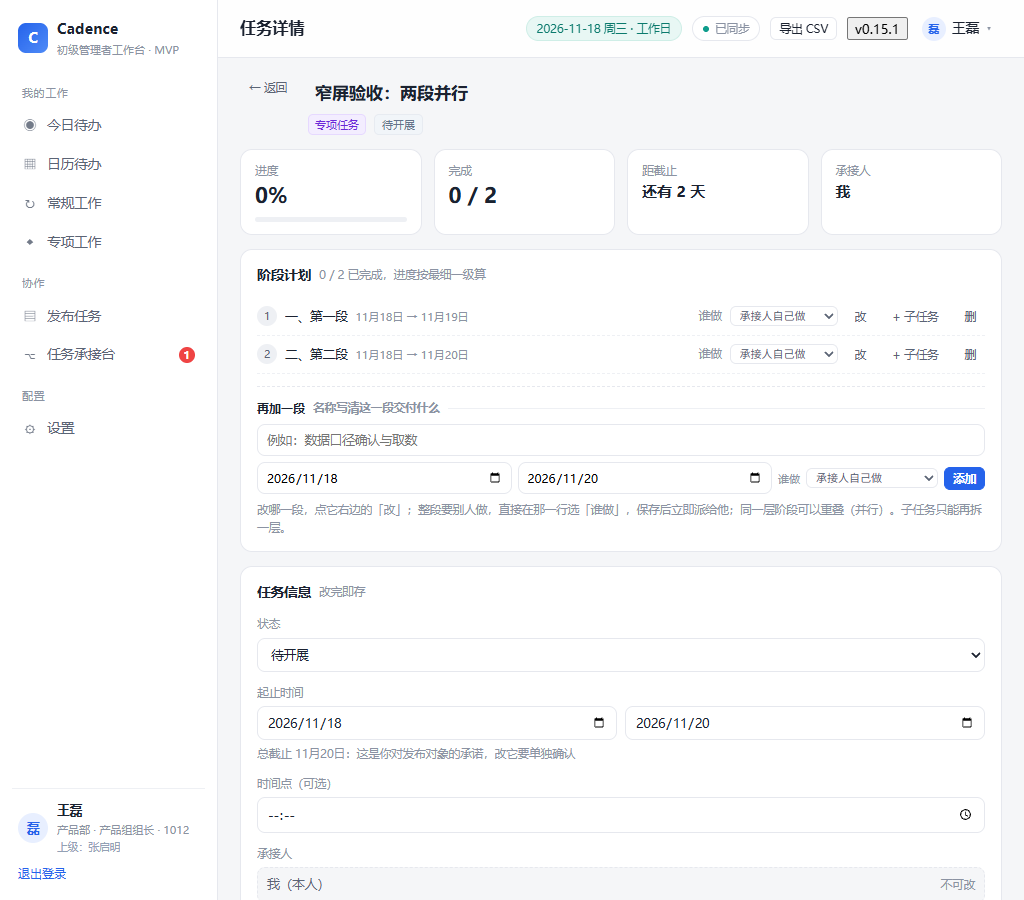 C
Cadence
初级管理者工作台 · MVP
我的工作
今日待办
日历待办
常规工作
专项工作
协作
发布任务
任务承接台
1
配置
设置
磊
王磊
产品部 · 产品组组长 · 1012
上级：张启明
退出登录
任务详情
2026-11-18 周三 · 工作日
已同步
导出 CSV
v0.15.1
磊
王磊
← 返回
窄屏验收：两段并行
专项任务
待开展
进度
0%
完成
0 / 2
距截止
还有 2 天
承接人
我
阶段计划 0 / 2 已完成，进度按最细一级算
1 一、第一段 11月18日 → 11月19日 谁做 承接人自己做 改 + 子任务 删
2 二、第二段 11月18日 → 11月20日 谁做 承接人自己做 改 + 子任务 删
再加一段 名称写清这一段交付什么
例如：数据口径确认与取数
2026/11/18 2026/11/20 谁做 承接人自己做 添加
改哪一段，点它右边的「改」；整段要别人做，直接在那一行选「谁做」，保存后立即派给他；同一层阶段可以重叠（并行）。子任务只能再拆
一层。
任务信息 改完即存
状态
待开展
起止时间
2026/11/18 2026/11/20
总截止 11月20日：这是你对发布对象的承诺，改它要单独确认
时间点（可选）
--:--
承接人
我（本人） 不可改